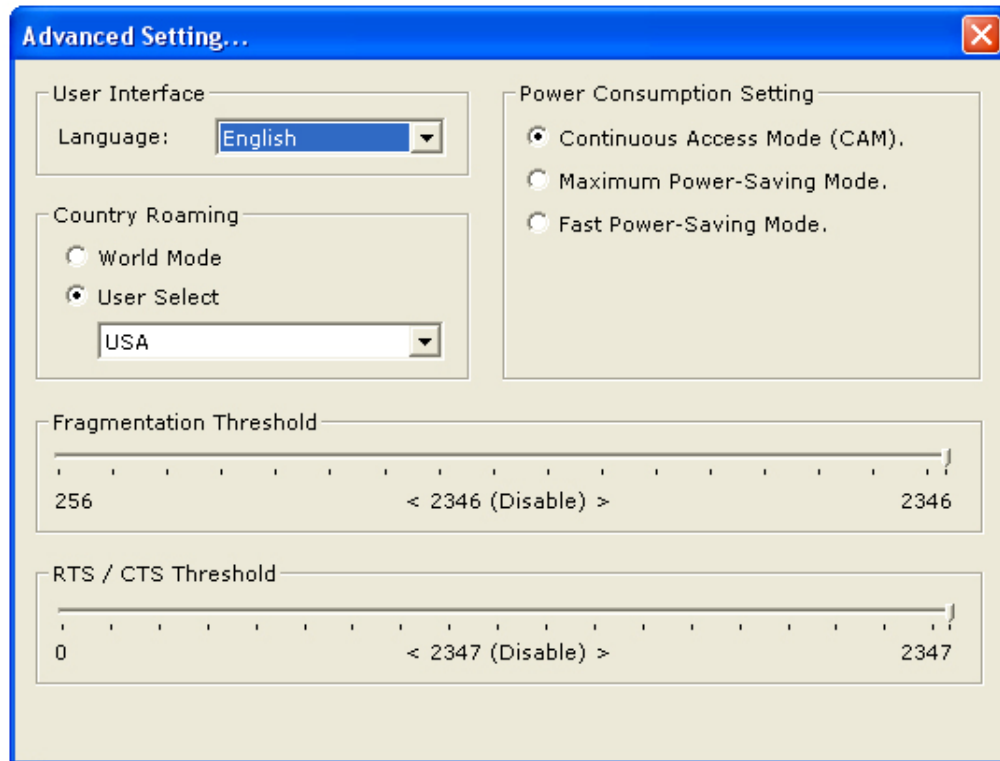 Advanced Setting...
User Interface
Language:
English
Country Roaming
World Mode
User Select
USA
Power Consumption Setting
Continuous Access Mode (CAM).
Maximum Power-Saving Mode.
Fast Power-Saving Mode.
Fragmentation Threshold
256 < 2346 (Disable) > 2346
RTS / CTS Threshold
0 < 2347 (Disable) > 2347